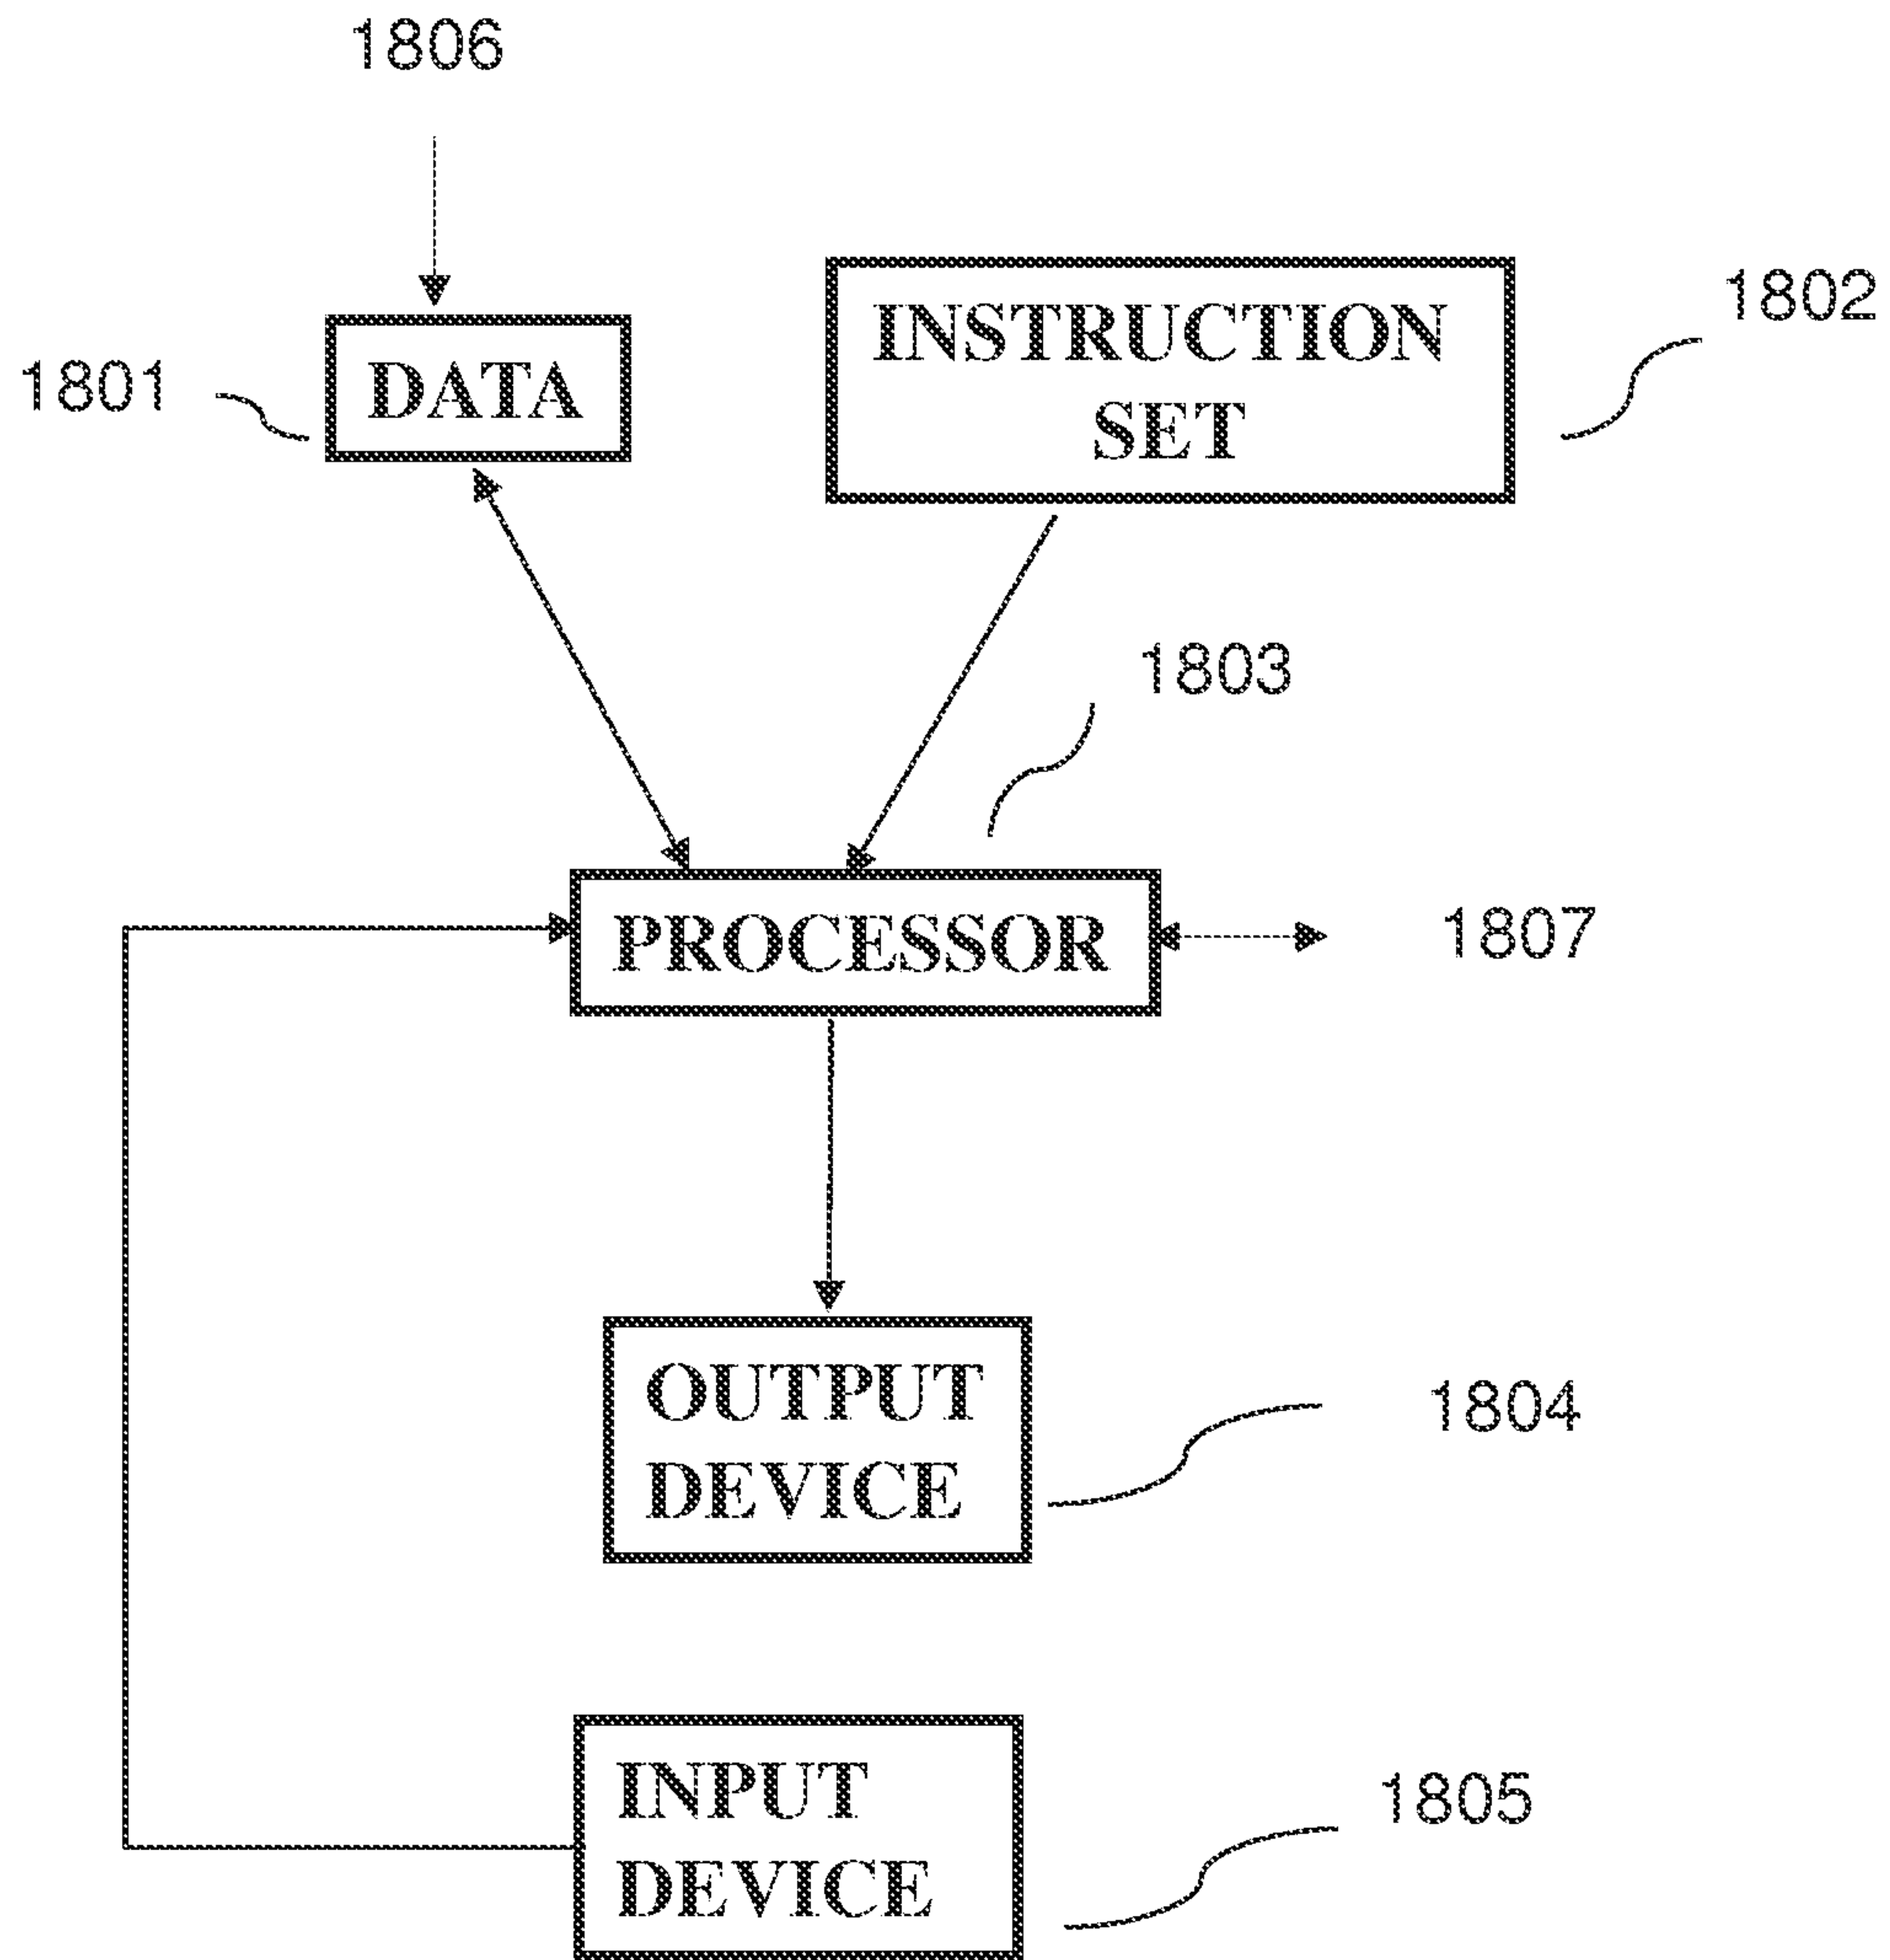 1806
1801
DATA
INSTRUCTION
SET
1802
1803
PROCESSOR
1807
OUTPUT
DEVICE
1804
INPUT
DEVICE
1805